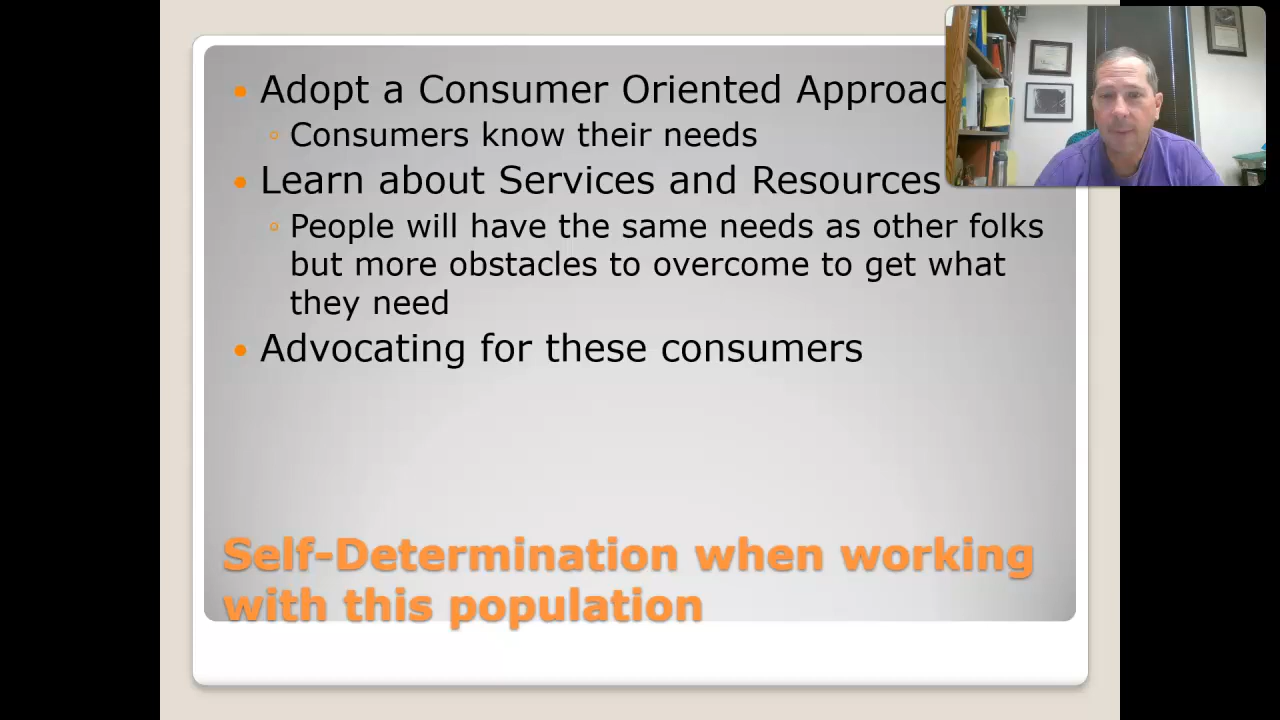 Adopt a Consumer Oriented Approac
Consumers know their needs
Learn about Services and Resources
People will have the same needs as other folks
but more obstacles to overcome to get what
they need
Advocating for these consumers
Self-Determination when working
with this population